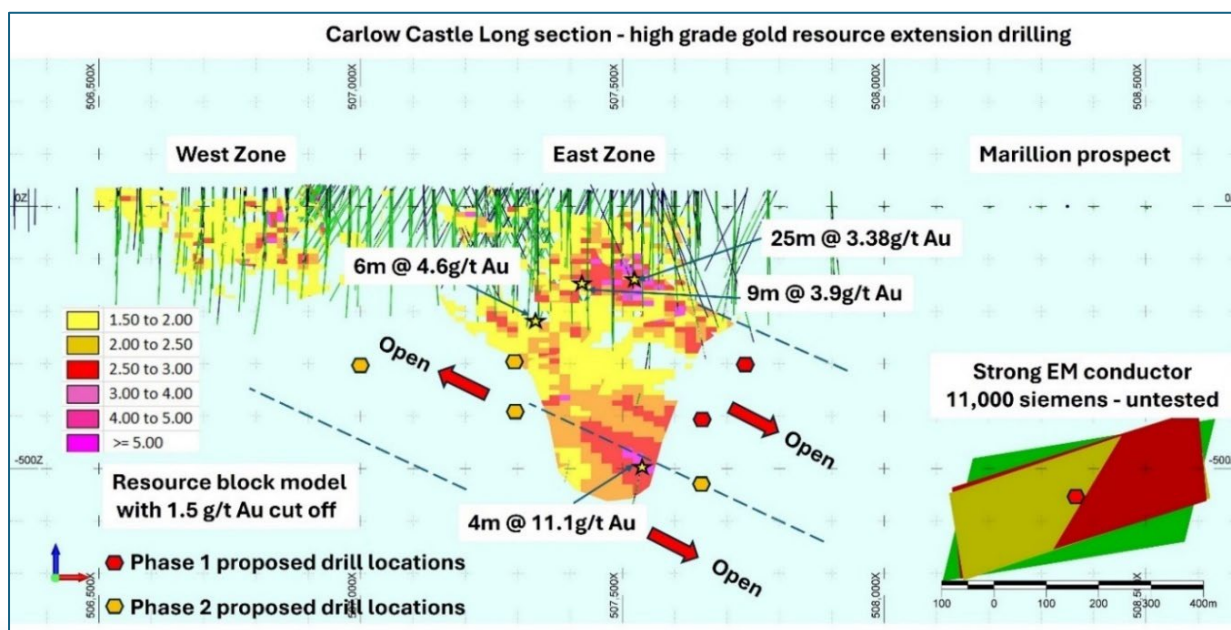 Carlow Castle Long section - high grade gold resource extension drilling
506,500X
507,000X
507,500X
508,000X
508,500X
West Zone
East Zone
Marillion prospect
0Z
25m @ 3.38g/t Au
6m @ 4.6g/t Au
9m @ 3.9g/t Au
1.50 to 2.00
2.00 to 2.50
2.50 to 3.00
3.00 to 4.00
4.00 to 5.00
>= 5.00
Open
Open
Strong EM conductor
11,000 siemens - untested
-500Z
-500
Resource block model
with 1.5 g/t Au cut off
4m @ 11.1g/t Au
Open
Phase 1 proposed drill locations
Phase 2 proposed drill locations
506,500X
507,000X
507,500X
508,000X
100
0
100
200
300
400m